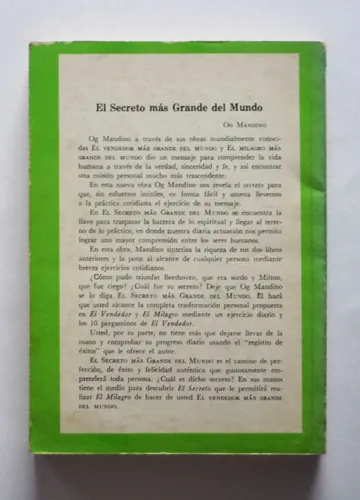 El Secreto más Grande del Mundo
Og Mandino
Og Mandino a través de sus obras mundialmente conoci-
das El vendedor más grande del mundo y El milagro más
grande del mundo dio un mensaje para comprender la vida
humana a través de la verdad, sinceridad y fe, y así encontrar
una misión personal mucho más trascendente.
En esta nueva obra Og Mandino nos revela el secreto para
que, sin esfuerzos inútiles, en forma fácil y amena llevemos
a la práctica cotidiana el ejercicio de su mensaje.
En El Secreto más Grande del Mundo se encuentra la
llave para traspasar la barrera de lo espiritual y llegar al terre-
no de lo práctico, en donde nuestra diaria actuación nos permita
lograr una mayor comprensión entre los seres humanos.
En esta obra, Mandino sintetiza la riqueza de sus dos libros
anteriores y la pone al alcance de cualquier persona mediante
mediante breves ejercicios cotidianos.
¿Cómo pudo triunfar Beethoven, que era sordo y Milton,
que fue ciego? ¿Cuál fue su secreto? Deje que Og Mandino
se lo diga El Secreto más Grande del Mundo. Él hará
que usted alcance la completa trasformación personal propuesta
en El Vendedor y El Milagro mediante un ejercicio diario y
los 10 pergaminos de El Vendedor.
Usted, por su parte, no tiene más que dejarse llevar de la
mano y comprobar su progreso diario usando el "registro de
éxitos" que le ofrece el autor.
El Secreto más Grande del Mundo es el camino de per-
fección, de éxito y felicidad auténtica que gustosamente em-
prenderá toda persona. ¿Cuál es dicho secreto? En sus manos
tiene el medio para descubrir El Secreto que le permitirá rea-
lizar El Milagro de hacer de usted El vendedor más grande
del mundo.